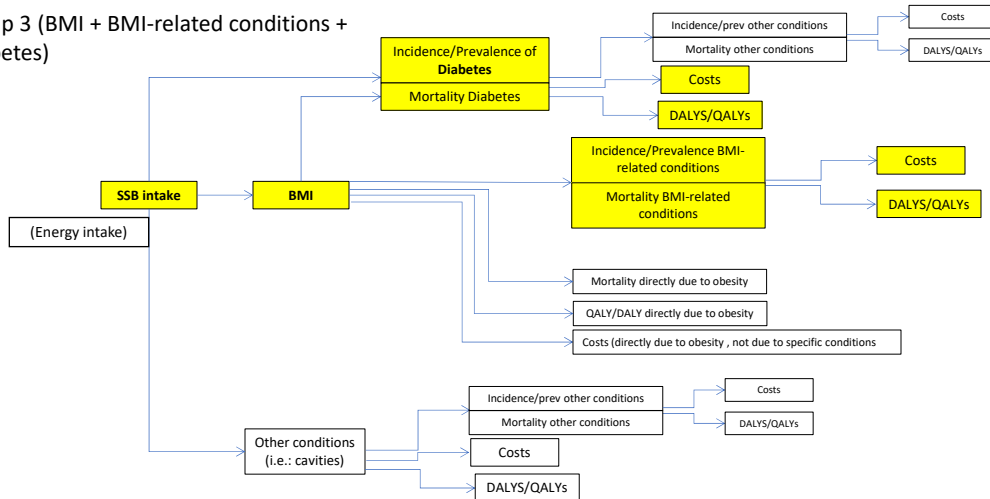 p 3 (BMI + BMI-related conditions +
betes)
Incidence/prev other conditions
Mortality other conditions
Costs
DALYS/QALYs
Incidence/Prevalence of
Diabetes
Mortality Diabetes
Costs
DALYS/QALYs
Incidence/Prevalence BMI-
related conditions
Mortality BMI-related
conditions
Costs
DALYS/QALYs
SSB intake
BMI
(Energy intake)
Mortality directly due to obesity
QALY/DALY directly due to obesity
Costs (directly due to obesity , not due to specific conditions
Incidence/prev other conditions
Mortality other conditions
Costs
DALYS/QALYs
Other conditions
(i.e.: cavities)
Costs
DALYS/QALYs